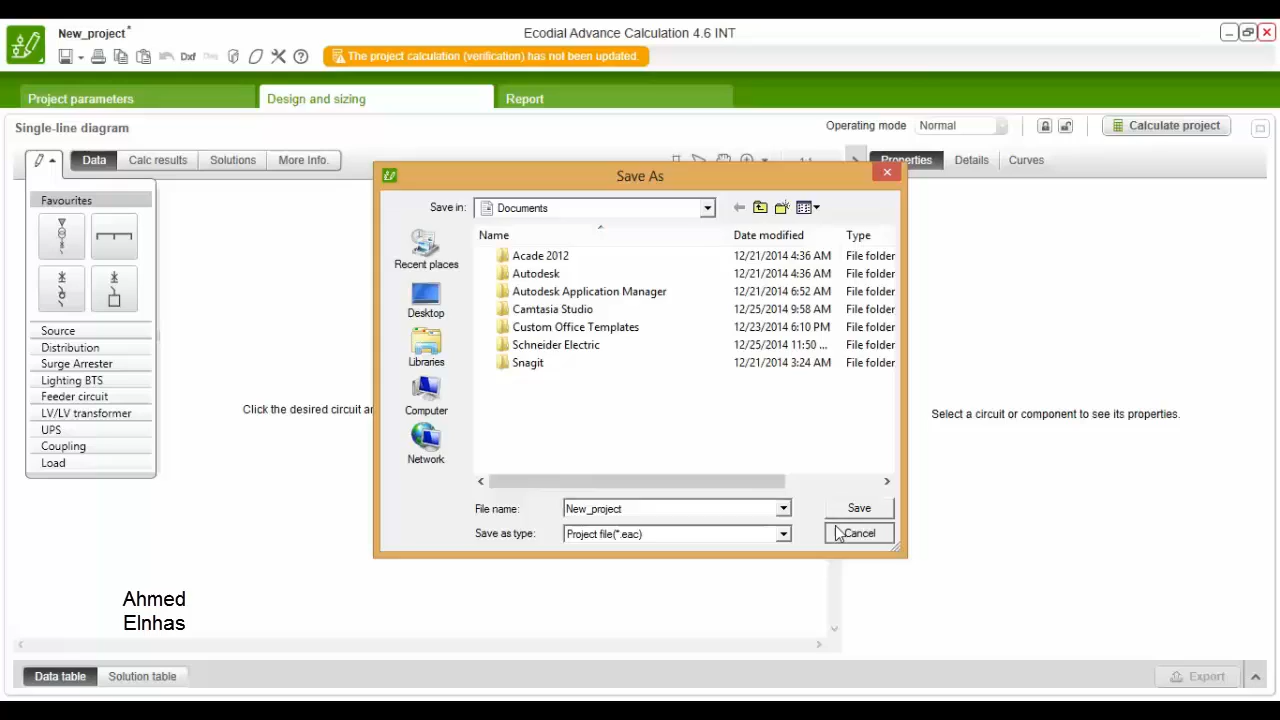 New_project*
Ecodial Advance Calculation 4.6 INT
Dxf
The project calculation (verification) has not been updated.
Project parameters
Design and sizing
Report
Single-line diagram
Operating mode
Normal
Calculate project
Data
Calc results
Solutions
More Info.
1:1
Properties
Details
Curves
Favourites
Source
Distribution
Surge Arrester
Lighting BTS
Feeder circuit
LV/LV transformer
UPS
Coupling
Load
Click the desired circuit
Save As
Save in:
Documents
Recent places
Desktop
Libraries
Computer
Network
Name
Date modified
Type
Acade 2012
12/21/2014 4:36 AM
File folder
Autodesk
12/21/2014 4:36 AM
File folder
Autodesk Application Manager
12/21/2014 6:52 AM
File folder
Camtasia Studio
12/25/2014 9:58 AM
File folder
Custom Office Templates
12/23/2014 6:10 PM
File folder
Schneider Electric
12/25/2014 11:50 ...
File folder
Snagit
12/21/2014 3:24 AM
File folder
File name:
New_project
Save
Save as type:
Project file(*.eac)
Cancel
Select a circuit or component to see its properties.
Ahmed
Elnhas
Data table
Solution table
Export